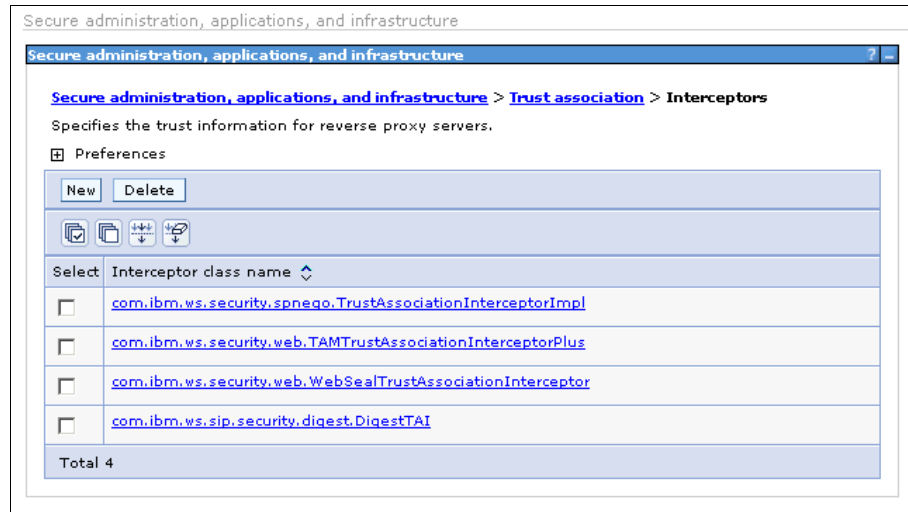 Secure administration, applications, and infrastructure
Secure administration, applications, and infrastructure ? -
Secure administration, applications, and infrastructure > Trust association > Interceptors
Specifies the trust information for reverse proxy servers.
+ Preferences
New Delete
Select Interceptor class name
com.ibm.ws.security.spnego.TrustAssociationInterceptorImpl
com.ibm.ws.security.web.TAMTrustAssociationInterceptorPlus
com.ibm.ws.security.web.WebSealTrustAssociationInterceptor
com.ibm.ws.sip.security.digest.DigestTAI
Total 4